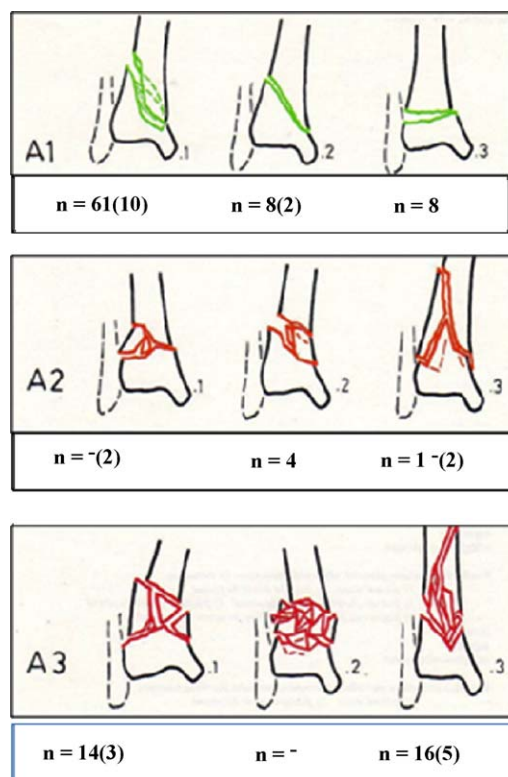 A1 .1 .2 .3
n = 61(10) n = 8(2) n = 8
A2 .1 .2 .3
n = -(2) n = 4 n = 1 -(2)
A3 .1 .2 .3
n = 14(3) n = - n = 16(5)